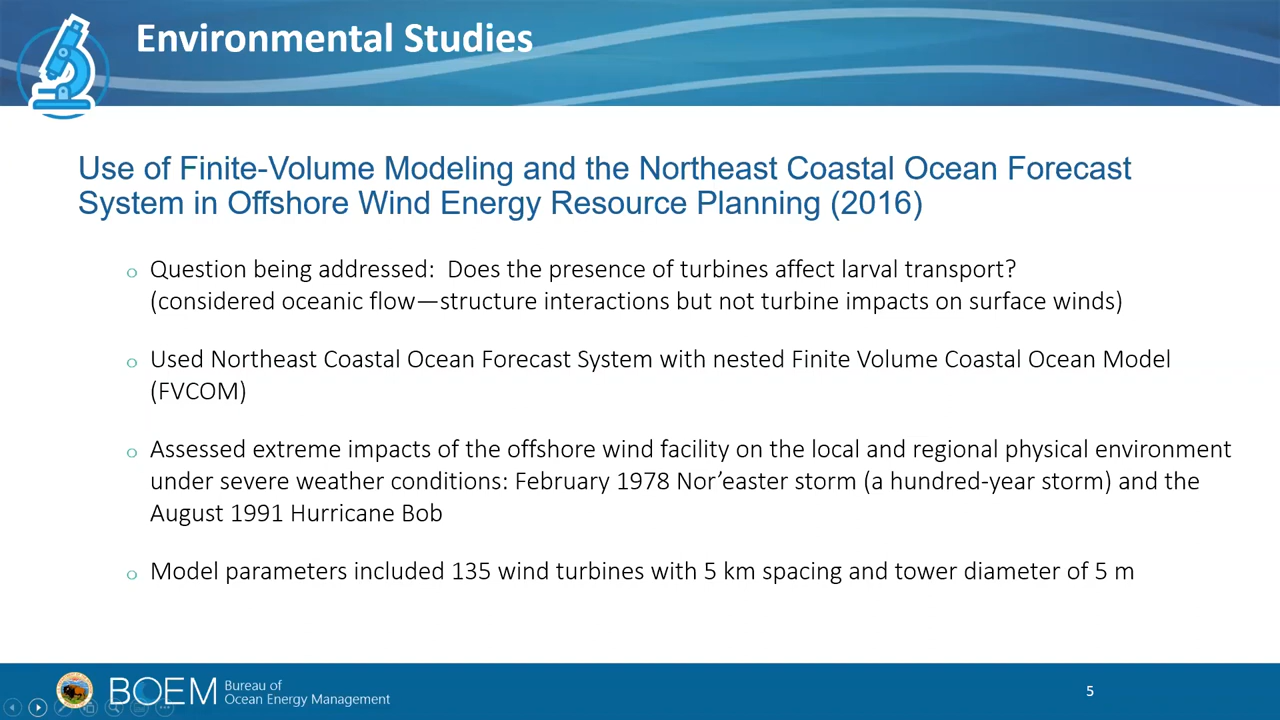 Environmental Studies
Use of Finite-Volume Modeling and the Northeast Coastal Ocean Forecast
System in Offshore Wind Energy Resource Planning (2016)
o Question being addressed:  Does the presence of turbines affect larval transport?
(considered oceanic flow—structure interactions but not turbine impacts on surface winds)
o Used Northeast Coastal Ocean Forecast System with nested Finite Volume Coastal Ocean Model
(FVCOM)
o Assessed extreme impacts of the offshore wind facility on the local and regional physical environment
under severe weather conditions: February 1978 Nor’easter storm (a hundred-year storm) and the
August 1991 Hurricane Bob
o Model parameters included 135 wind turbines with 5 km spacing and tower diameter of 5 m
BOEM
Bureau of
Ocean Energy Management
5